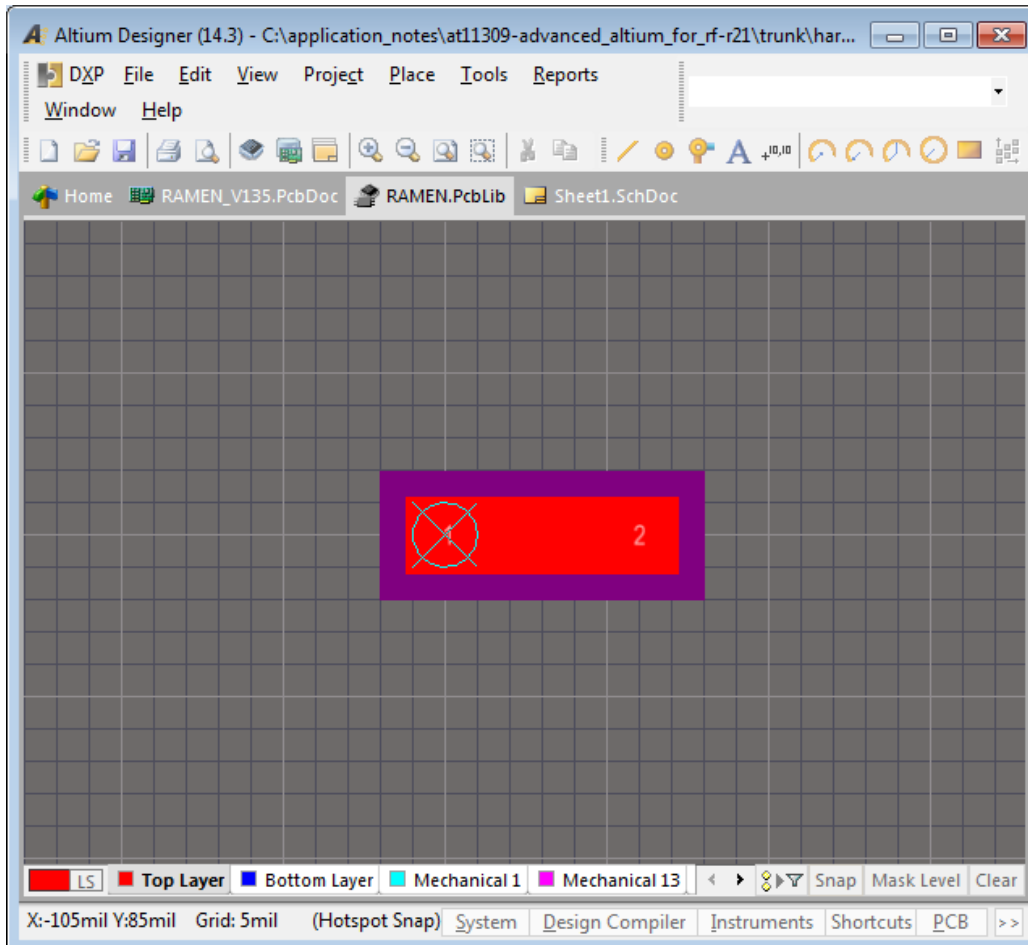 Altium Designer (14.3) - C:\application_notes\at11309-advanced_altium_for_rf-r21\trunk\har...
DXP File Edit View Project Place Tools Reports
Window Help
+10,10
Home RAMEN_V135.PcbDoc RAMEN.PcbLib Sheet1.SchDoc
1 2
LS Top Layer Bottom Layer Mechanical 1 Mechanical 13 Snap Mask Level Clear
X:-105mil Y:85mil Grid: 5mil (Hotspot Snap) System Design Compiler Instruments Shortcuts PCB >>